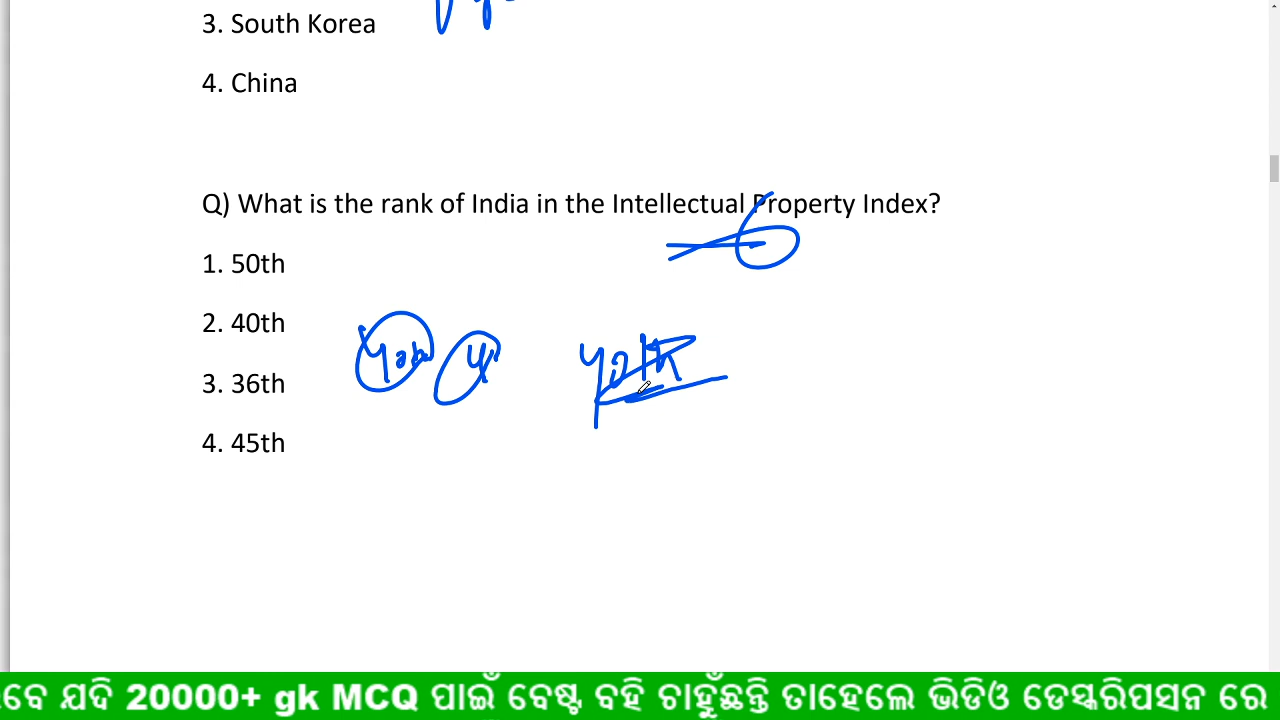 3. South Korea
4. China
Q) What is the rank of India in the Intellectual Property Index?
1. 50th
2. 40th
3. 36th
4. 45th
ବେ ଯଦି 20000+ gk MCQ ପାଇଁ ବେଷ୍ଟ ବହି ଚାହୁଁଛନ୍ତି ତାହେଲେ ଭିଡିଓ ଡେସ୍କରିପସନ ରେ